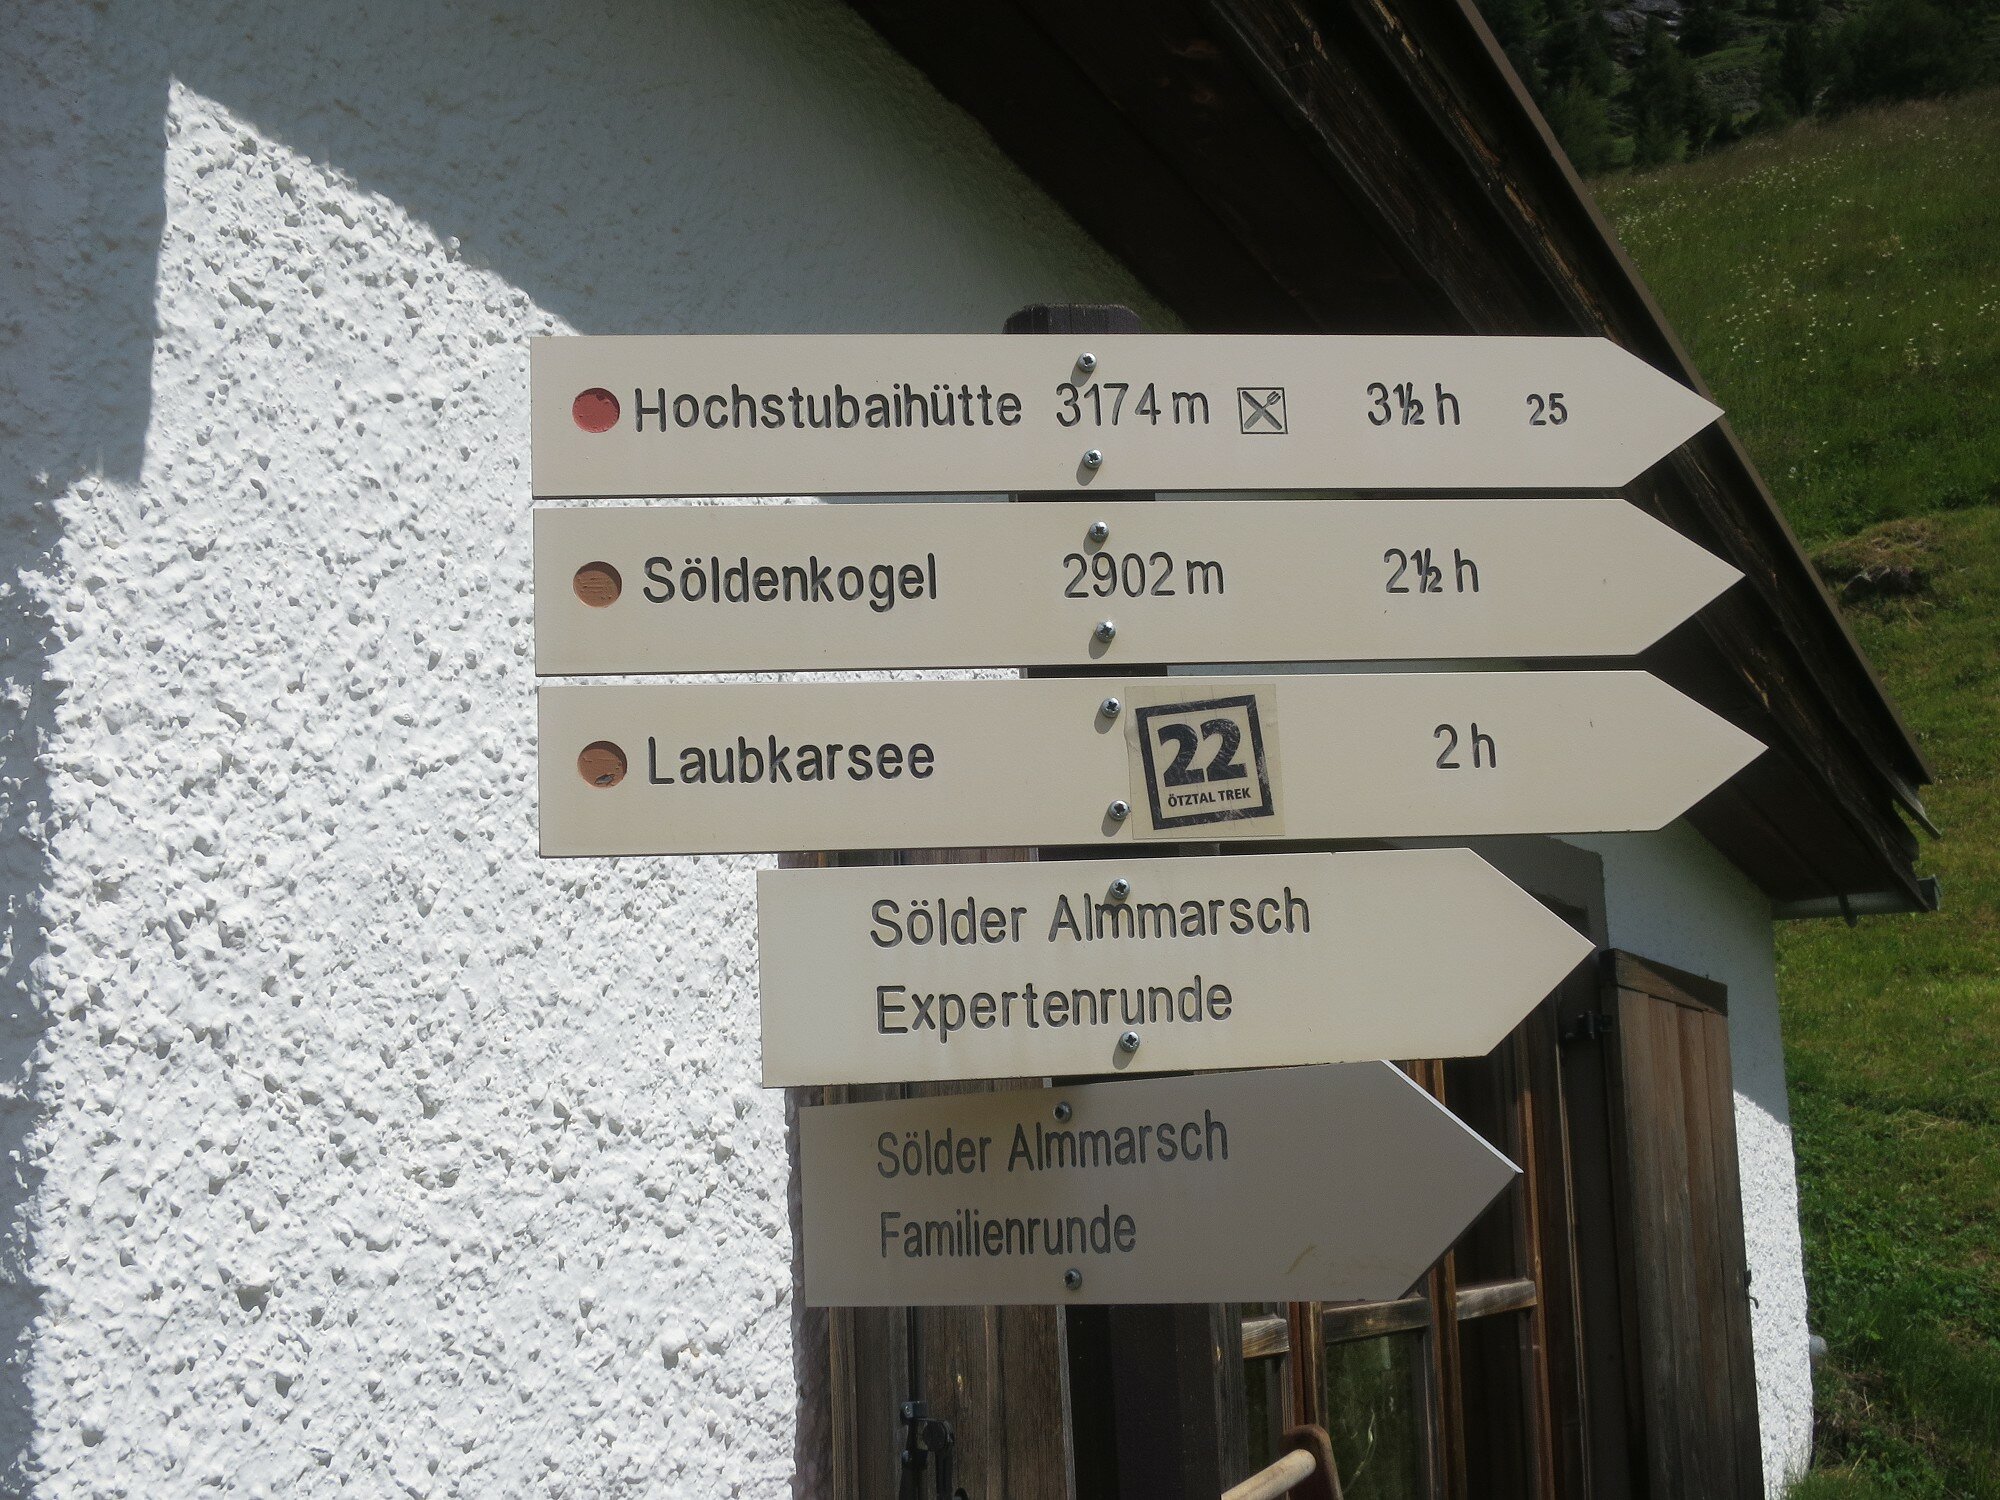 Hochstubaihütte 3174 m 3½ h 25
Söldenkogel 2902 m 2½ h
Laubkarsee 2 h
22
ÖTZTAL TREK
Sölder Almmarsch
Expertenrunde
Sölder Almmarsch
Familienrunde